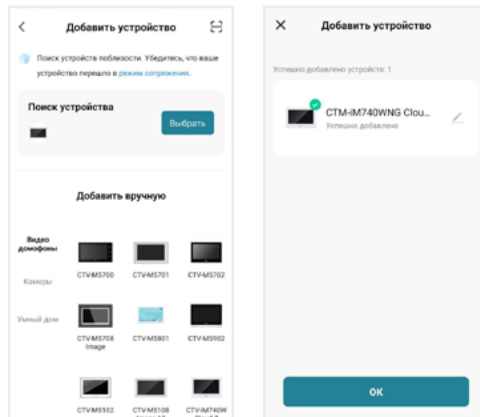 Добавить устройство
Поиск устройств поблизости. Убедитесь, что ваше
устройство перешло в режим сопряжения.
Поиск устройства
Выбрать
Добавить вручную
Видео
домофоны
Камеры
Умный дом
CTV-M5700
CTV-M5701
CTV-M5702
CTV-M5708
Image
CTV-M5801
CTV-M5902
CTV-M5102
CTV-M5108
CTV-iM740W
Добавить устройство
Успешно добавлено устройств: 1
CTM-iM740WNG Clou...
Успешно добавлено
ОК